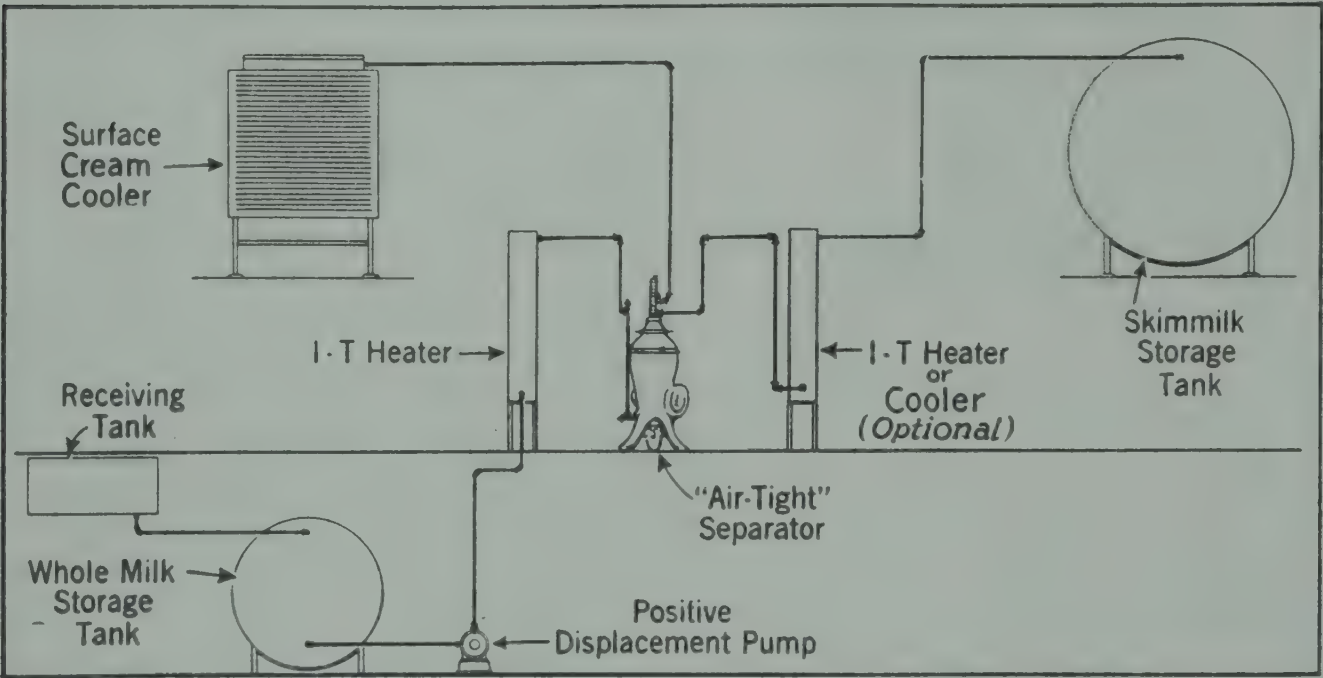 Surface
Cream
Cooler
I-T Heater
I-T Heater
or
Cooler
(Optional)
Skimmilk
Storage
Tank
Receiving
Tank
"Air-Tight"
Separator
Whole Milk
Storage
Tank
Positive
Displacement Pump